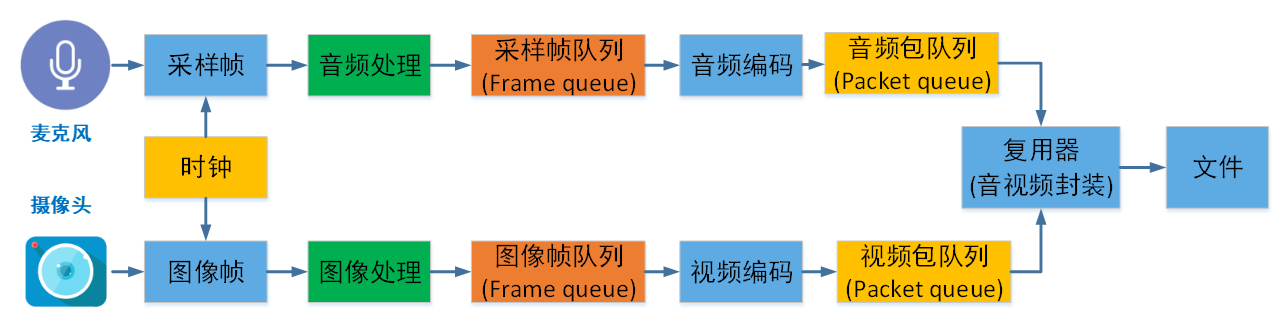 麦克风
采样帧
音频处理
采样帧队列
(Frame queue)
音频编码
音频包队列
(Packet queue)
时钟
复用器
(音视频封装)
文件
摄像头
图像帧
图像处理
图像帧队列
(Frame queue)
视频编码
视频包队列
(Packet queue)